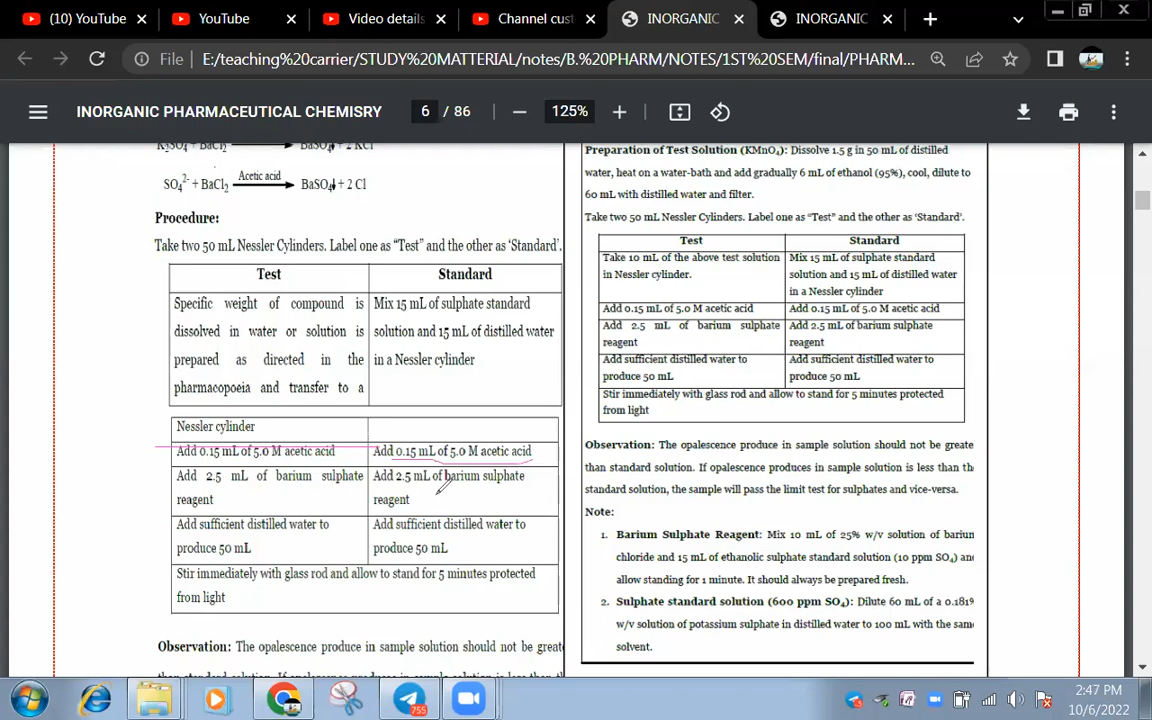 (10) YouTube
YouTube
Video details
Channel cust
INORGANIC
INORGANIC
File
E:/teaching%20carrier/STUDY%20MATTERIAL/notes/B.%20PHARM/NOTES/1ST%20SEM/final/PHARM...
INORGANIC PHARMACEUTICAL CHEMISRY
6 / 86
125%
K₂SO₄ + BaCl₂ BaSO₄ + 2 KCl
Acetic acid
SO₄²⁻ + BaCl₂ BaSO₄ + 2 Cl
Procedure:
Take two 50 mL Nessler Cylinders. Label one as "Test" and the other as 'Standard'.
Test Standard
Specific weight of compound is Mix 15 mL of sulphate standard
dissolved in water or solution is solution and 15 mL of distilled water
prepared as directed in the in a Nessler cylinder
pharmacopoeia and transfer to a
Nessler cylinder
Add 0.15 mL of 5.0 M acetic acid Add 0.15 mL of 5.0 M acetic acid
Add 2.5 mL of barium sulphate Add 2.5 mL of barium sulphate
reagent reagent
Add sufficient distilled water to Add sufficient distilled water to
produce 50 mL produce 50 mL
Stir immediately with glass rod and allow to stand for 5 minutes protected
from light
Observation: The opalescence produce in sample solution should not be greate
Preparation of Test Solution (KMnO₄): Dissolve 1.5 g in 50 mL of distilled
water, heat on a water-bath and add gradually 6 mL of ethanol (95%), cool, dilute to
60 mL with distilled water and filter.
Take two 50 mL Nessler Cylinders. Label one as "Test" and the other as 'Standard'.
Test Standard
Take 10 mL of the above test solution Mix 15 mL of sulphate standard
in Nessler cylinder. solution and 15 mL of distilled water
in a Nessler cylinder
Add 0.15 mL of 5.0 M acetic acid Add 0.15 mL of 5.0 M acetic acid
Add 2.5 mL of barium sulphate Add 2.5 mL of barium sulphate
reagent reagent
Add sufficient distilled water to Add sufficient distilled water to
produce 50 mL produce 50 mL
Stir immediately with glass rod and allow to stand for 5 minutes protected
from light
Observation: The opalescence produce in sample solution should not be greate
than standard solution. If opalescence produces in sample solution is less than the
standard solution, the sample will pass the limit test for sulphates and vice-versa.
Note:
1. Barium Sulphate Reagent: Mix 10 mL of 25% w/v solution of barium
chloride and 15 mL of ethanolic sulphate standard solution (10 ppm SO₄) and
allow standing for 1 minute. It should always be prepared fresh.
2. Sulphate standard solution (600 ppm SO₄): Dilute 60 mL of a 0.181%
w/v solution of potassium sulphate in distilled water to 100 mL with the same
solvent.
755
2:47 PM
10/6/2022